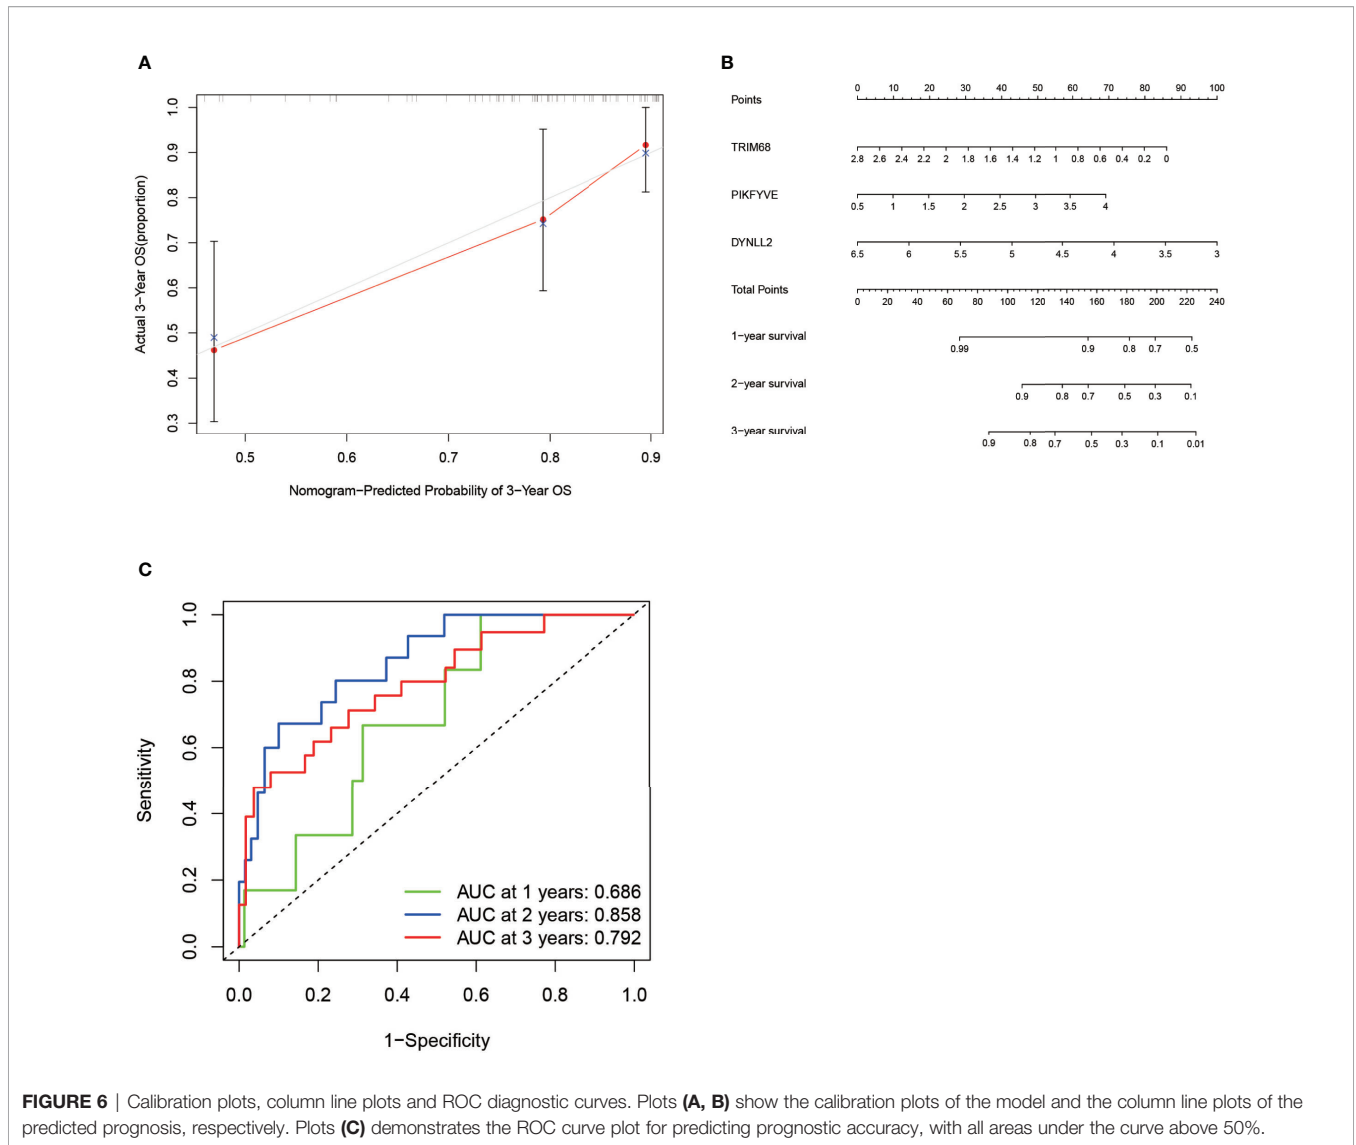 A
1.0
0.9
0.8
0.7
0.6
0.5
0.4
0.3
Actual 3−Year OS(proportion)
0.5 0.6 0.7 0.8 0.9
Nomogram−Predicted Probability of 3−Year OS
B
Points
0 10 20 30 40 50 60 70 80 90 100
TRIM68
2.8 2.6 2.4 2.2 2 1.8 1.6 1.4 1.2 1 0.8 0.6 0.4 0.2 0
PIKFYVE
0.5 1 1.5 2 2.5 3 3.5 4
DYNLL2
6.5 6 5.5 5 4.5 4 3.5 3
Total Points
0 20 40 60 80 100 120 140 160 180 200 220 240
1−year survival
0.99 0.9 0.8 0.7 0.5
2−year survival
0.9 0.8 0.7 0.5 0.3 0.1
3−year survival
0.9 0.8 0.7 0.5 0.3 0.1 0.01
C
1.0
0.8
0.6
0.4
0.2
0.0
Sensitivity
AUC at 1 years: 0.686
AUC at 2 years: 0.858
AUC at 3 years: 0.792
0.0 0.2 0.4 0.6 0.8 1.0
1−Specificity
FIGURE 6 | Calibration plots, column line plots and ROC diagnostic curves. Plots (A, B) show the calibration plots of the model and the column line plots of the
predicted prognosis, respectively. Plots (C) demonstrates the ROC curve plot for predicting prognostic accuracy, with all areas under the curve above 50%.